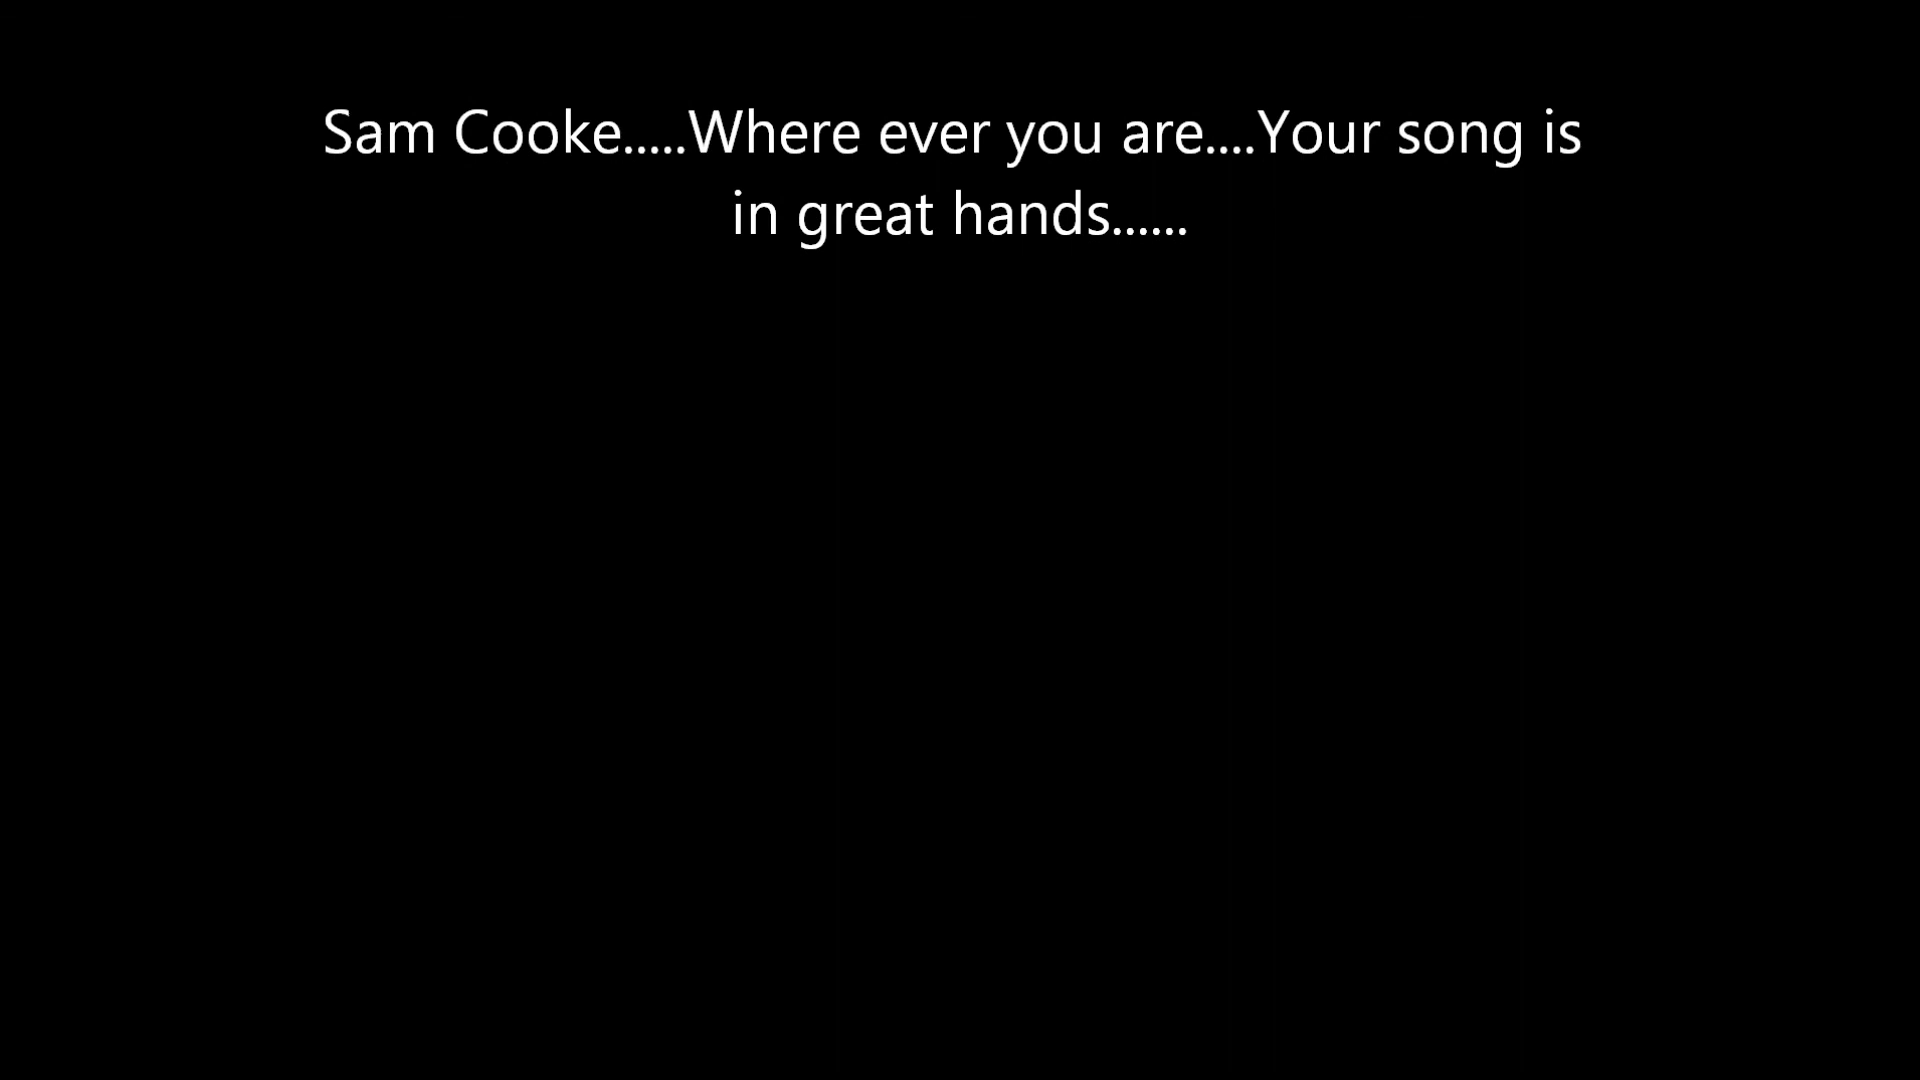 Sam Cooke.....Where ever you are....Your song is
in great hands......